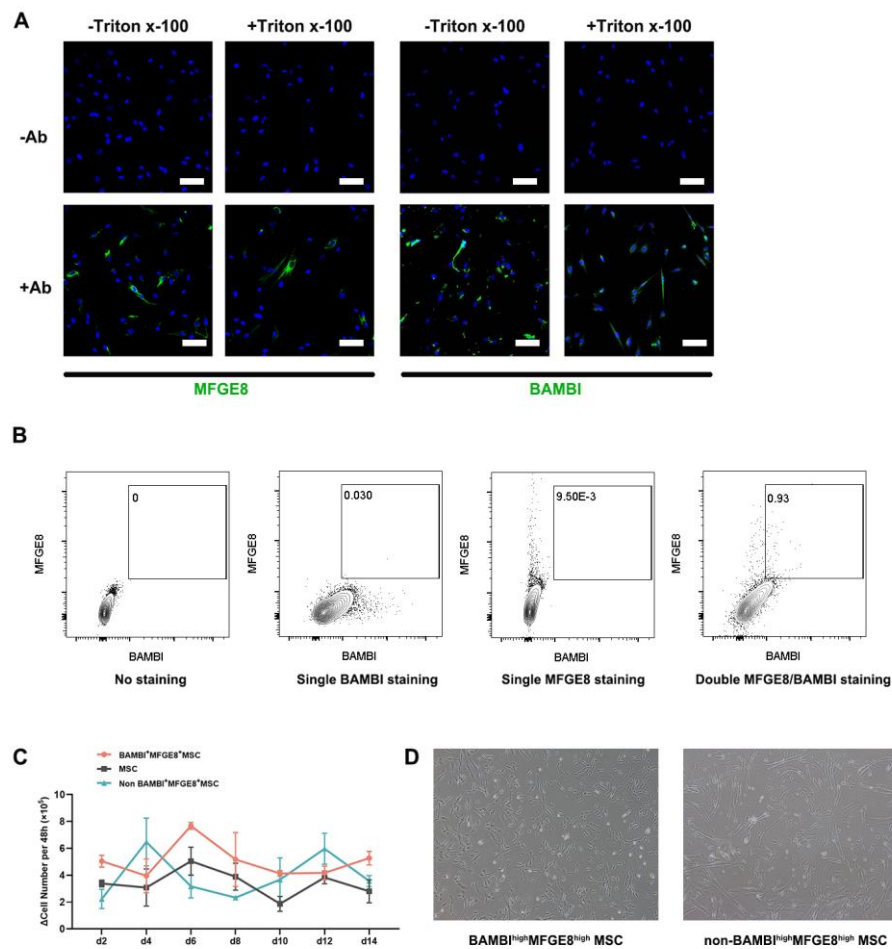 A
-Triton x-100 +Triton x-100 -Triton x-100 +Triton x-100
-Ab
+Ab
MFGE8 BAMBI
B
MFGE8 0
BAMBI
No staining
MFGE8 0.030
BAMBI
Single BAMBI staining
MFGE8 9.50E-3
BAMBI
Single MFGE8 staining
MFGE8 0.93
BAMBI
Double MFGE8/BAMBI staining
C
BAMBI⁺MFGE8⁺MSC
MSC
Non BAMBI⁺MFGE8⁺MSC
ΔCell Number per 48h (×10⁵)
10
8
6
4
2
0
d2 d4 d6 d8 d10 d12 d14
D
BAMBIʰⁱᵍʰMFGE8ʰⁱᵍʰ MSC non-BAMBIʰⁱᵍʰMFGE8ʰⁱᵍʰ MSC